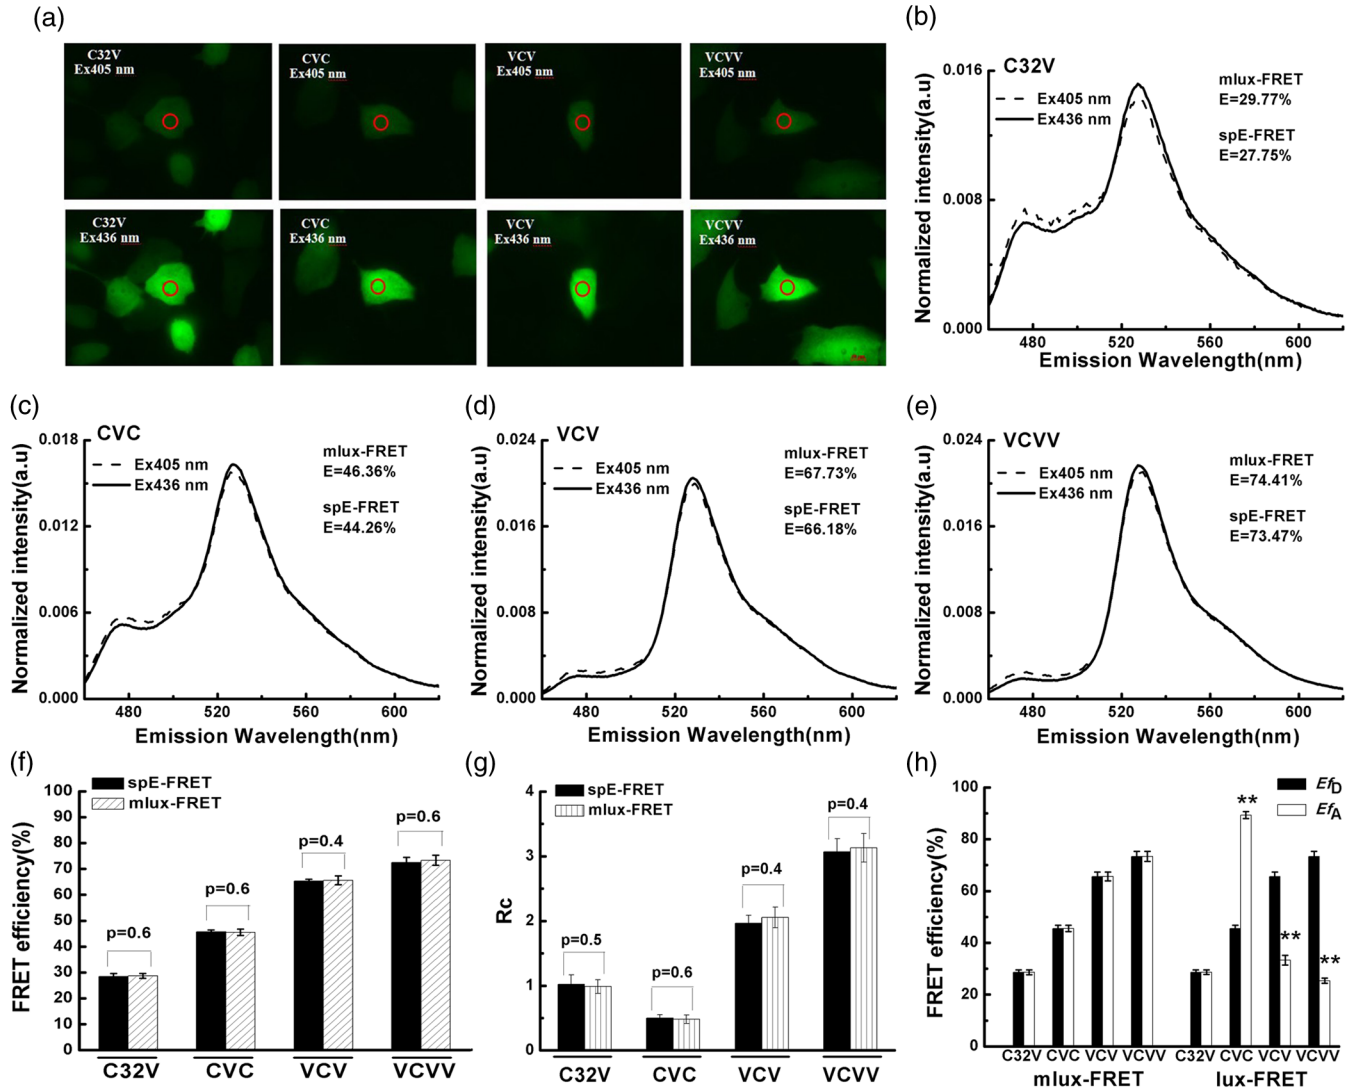 (a)
C32V
Ex405 nm
CVC
Ex405 nm
VCV
Ex405 nm
VCVV
Ex405 nm
C32V
Ex436 nm
CVC
Ex436 nm
VCV
Ex436 nm
VCVV
Ex436 nm
(b)
C32V
Ex405 nm
Ex436 nm
mlux-FRET
E=29.77%
spE-FRET
E=27.75%
Normalized intensity(a.u)
0.016
0.008
0.000
480 520 560 600
Emission Wavelength(nm)
(c)
CVC
Ex405 nm
Ex436 nm
mlux-FRET
E=46.36%
spE-FRET
E=44.26%
Normalized intensity(a.u)
0.018
0.012
0.006
0.000
480 520 560 600
Emission Wavelength(nm)
(d)
VCV
Ex405 nm
Ex436 nm
mlux-FRET
E=67.73%
spE-FRET
E=66.18%
Normalized intensity(a.u)
0.024
0.016
0.008
0.000
480 520 560 600
Emission Wavelength(nm)
(e)
VCVV
Ex405 nm
Ex436 nm
mlux-FRET
E=74.41%
spE-FRET
E=73.47%
Normalized intensity(a.u)
0.024
0.016
0.008
0.000
480 520 560 600
Emission Wavelength(nm)
(f)
spE-FRET
mlux-FRET
FRET efficiency(%)
100
90
80
70
60
50
40
30
20
10
0
p=0.6
p=0.6
p=0.4
p=0.6
C32V CVC VCV VCVV
(g)
spE-FRET
mlux-FRET
Rc
4
3
2
1
0
p=0.5
p=0.6
p=0.4
p=0.4
C32V CVC VCV VCVV
(h)
EfD
EfA
FRET efficiency(%)
100
80
60
40
20
0
**
**
**
C32V CVC VCV VCVV C32V CVC VCV VCVV
mlux-FRET lux-FRET